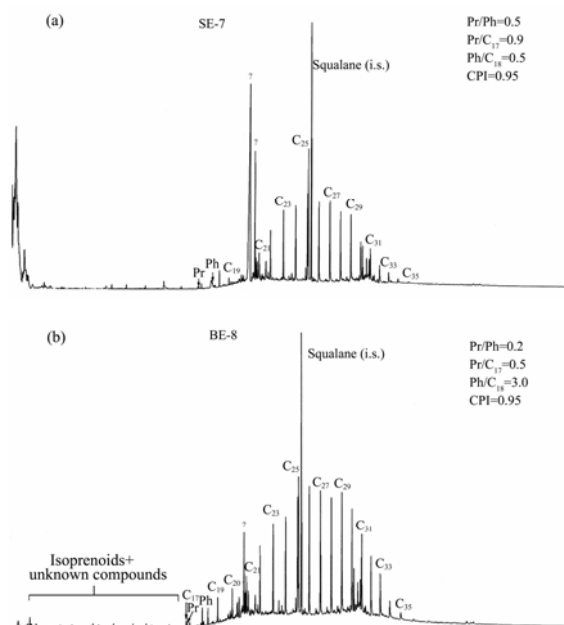 (a)
SE-7
Pr/Ph=0.5
Pr/C₁₇=0.9
Ph/C₁₈=0.5
CPI=0.95
Squalane (i.s.)
?
?
C₂₅
C₂₃
C₂₇
C₂₉
C₂₁
C₃₁
Pr
Ph
C₁₉
C₃₃
C₃₅
(b)
BE-8
Pr/Ph=0.2
Pr/C₁₇=0.5
Ph/C₁₈=3.0
CPI=0.95
Squalane (i.s.)
C₂₅
C₂₇
C₂₉
C₂₃
?
C₃₁
Isoprenoids+
unknown compounds
C₂₁
C₂₀
C₃₃
C₁₇
Pr
Ph
C₁₉
C₃₅